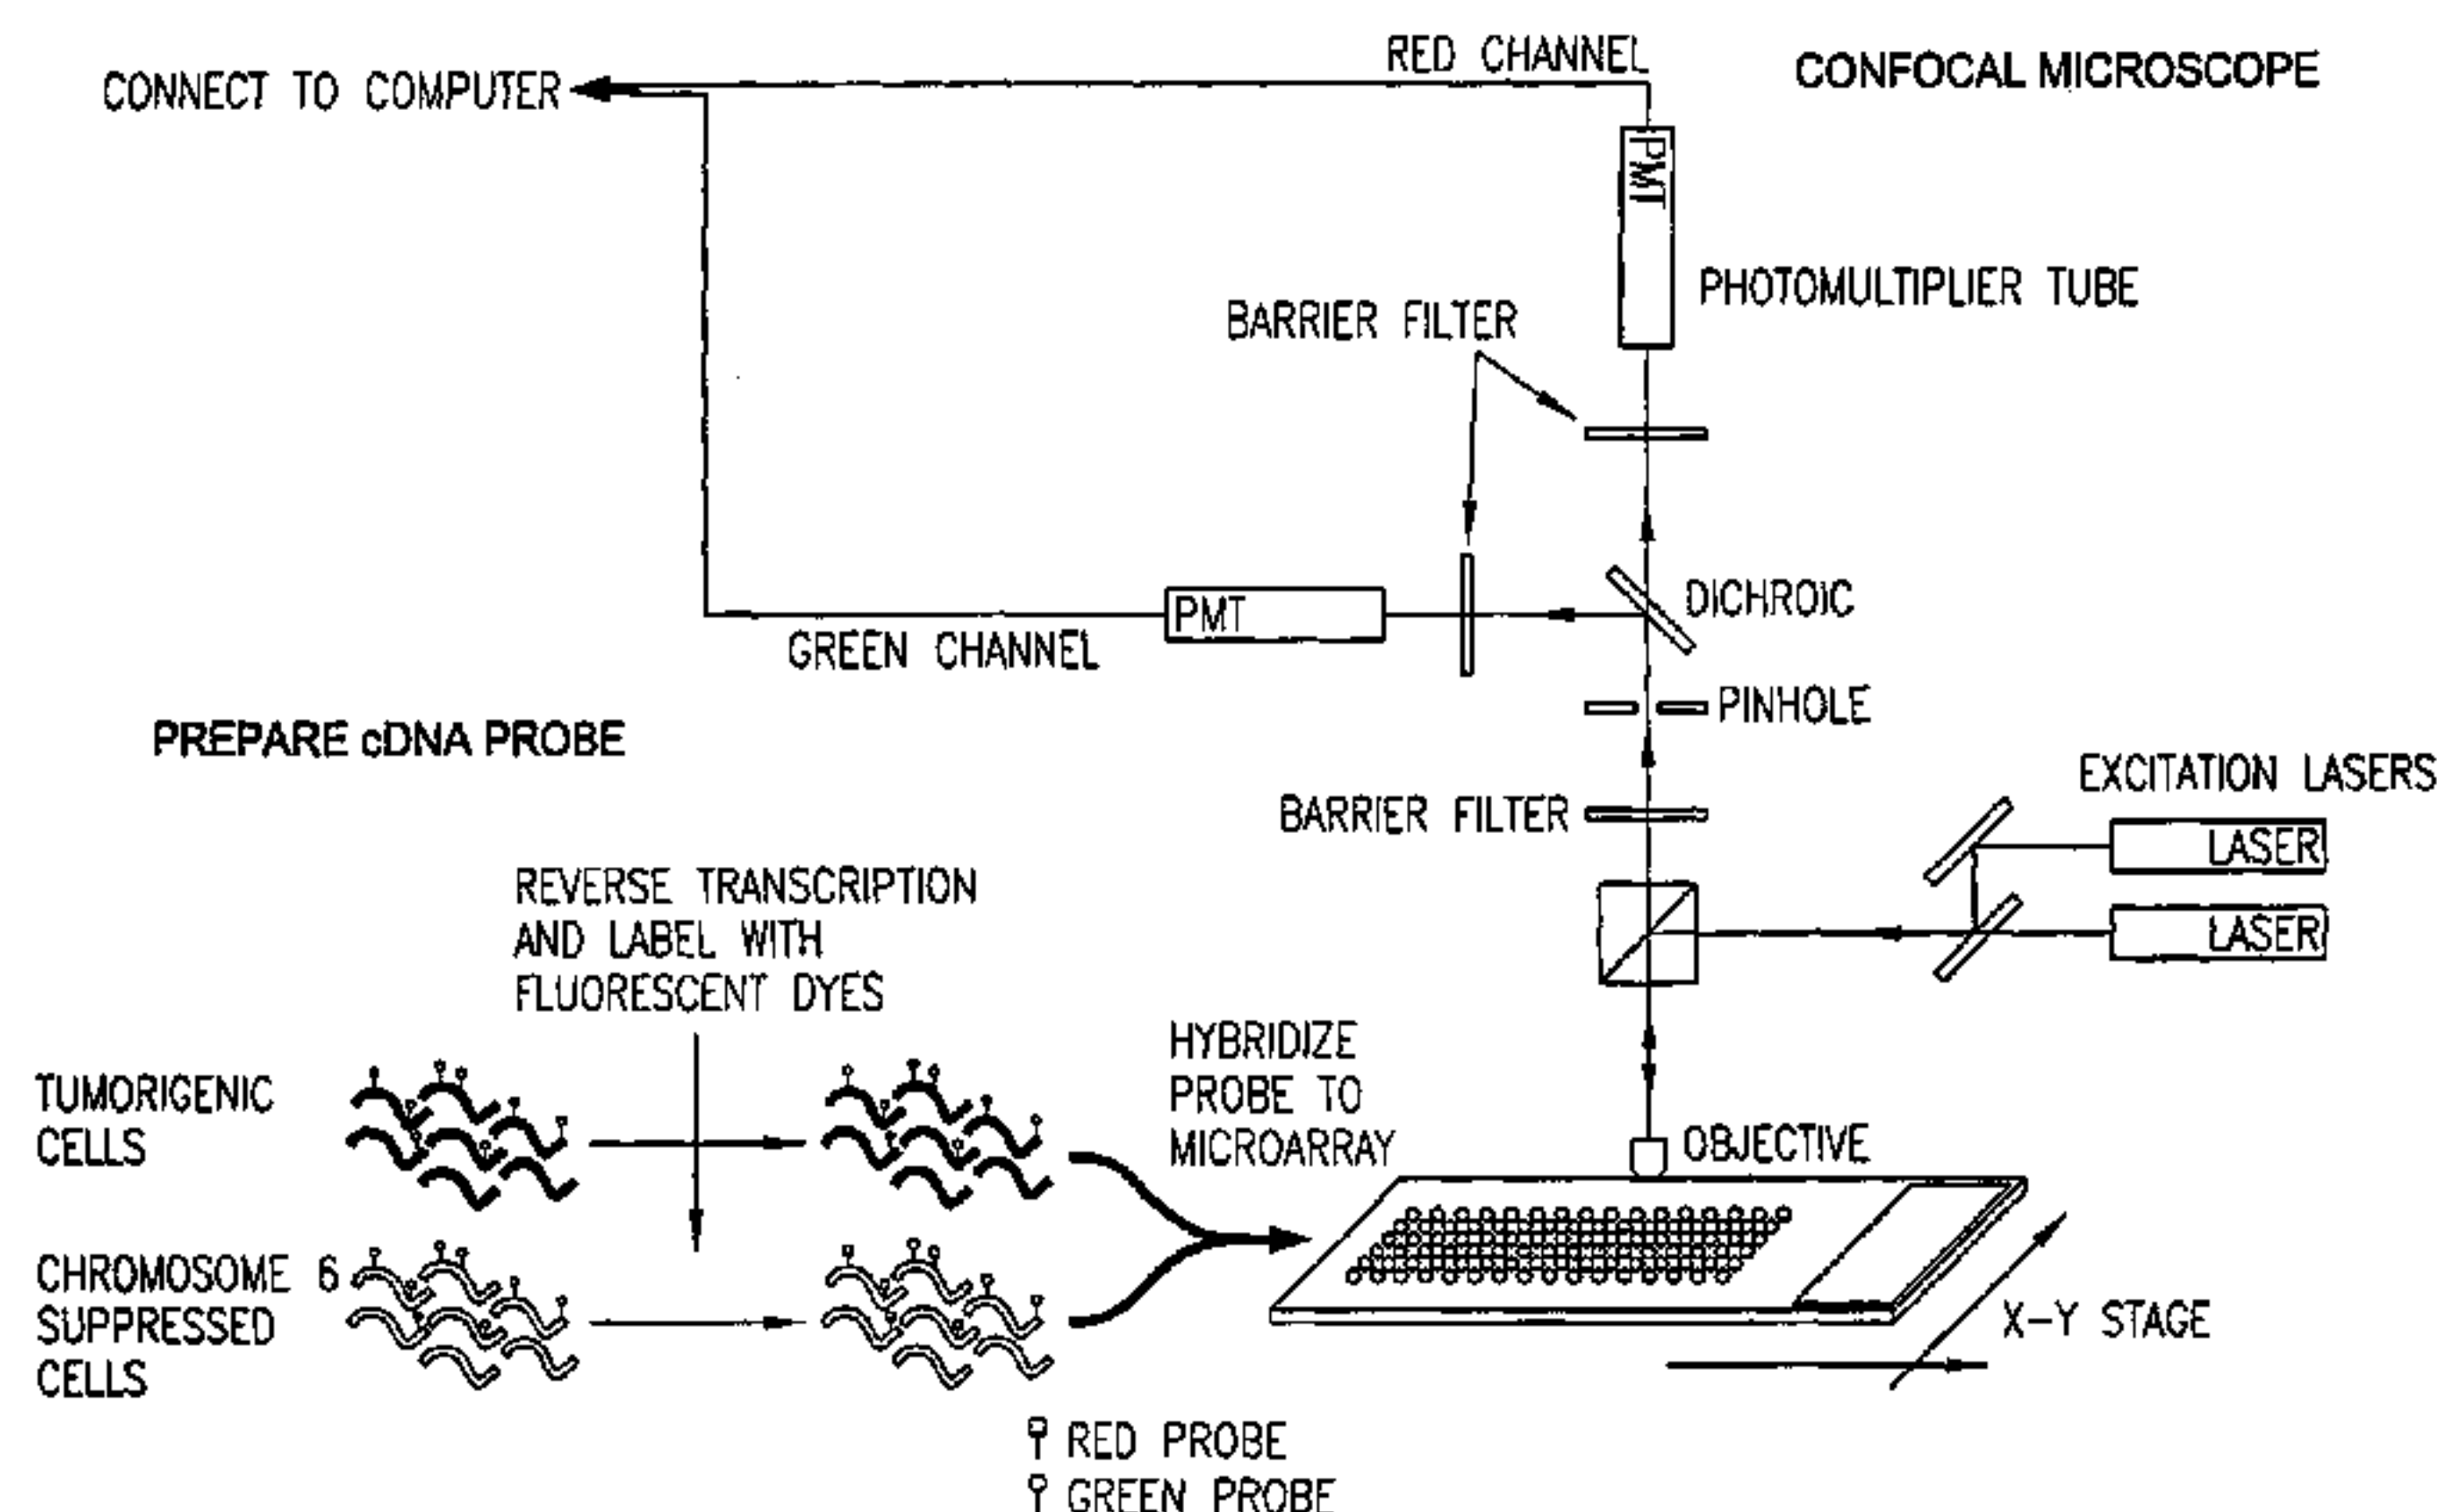 RED CHANNEL
CONFOCAL MICROSCOPE
CONNECT TO COMPUTER
PMT
PHOTOMULTIPLIER TUBE
BARRIER FILTER
DICHROIC
PMT
GREEN CHANNEL
PINHOLE
PREPARE cDNA PROBE
EXCITATION LASERS
BARRIER FILTER
LASER
LASER
REVERSE TRANSCRIPTION
AND LABEL WITH
FLUORESCENT DYES
HYBRIDIZE
PROBE TO
MICROARRAY
TUMORIGENIC
CELLS
OBJECTIVE
CHROMOSOME 6
SUPPRESSED
CELLS
X-Y STAGE
RED PROBE
GREEN PROBE